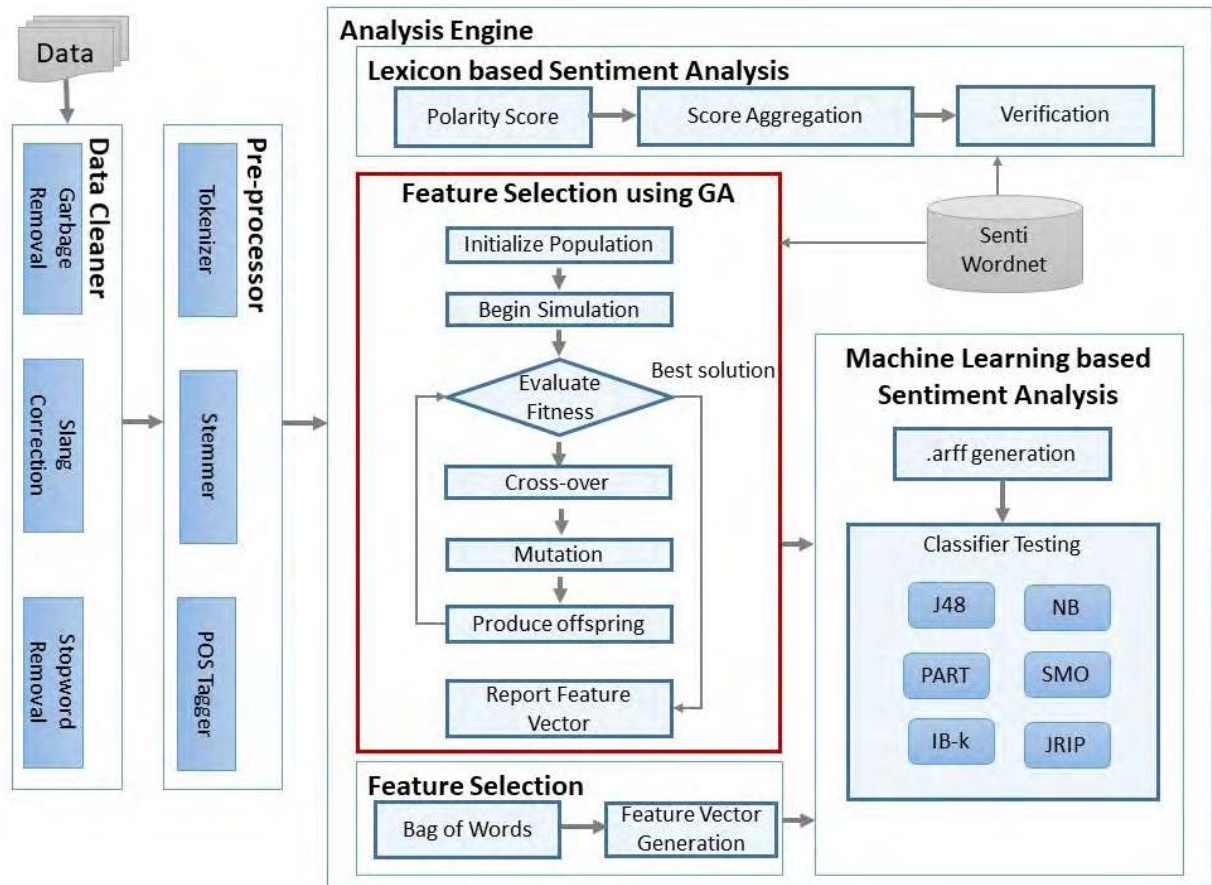 Data
Data Cleaner
Garbage
Removal
Slang
Correction
Stopword
Removal
Pre-processor
Tokenizer
Stemmer
POS Tagger
Analysis Engine
Lexicon based Sentiment Analysis
Polarity Score
Score Aggregation
Verification
Senti
Wordnet
Feature Selection using GA
Initialize Population
Begin Simulation
Evaluate
Fitness
Best solution
Cross-over
Mutation
Produce offspring
Report Feature
Vector
Feature Selection
Bag of Words
Feature Vector
Generation
Machine Learning based
Sentiment Analysis
.arff generation
Classifier Testing
J48
NB
PART
SMO
IB-k
JRIP